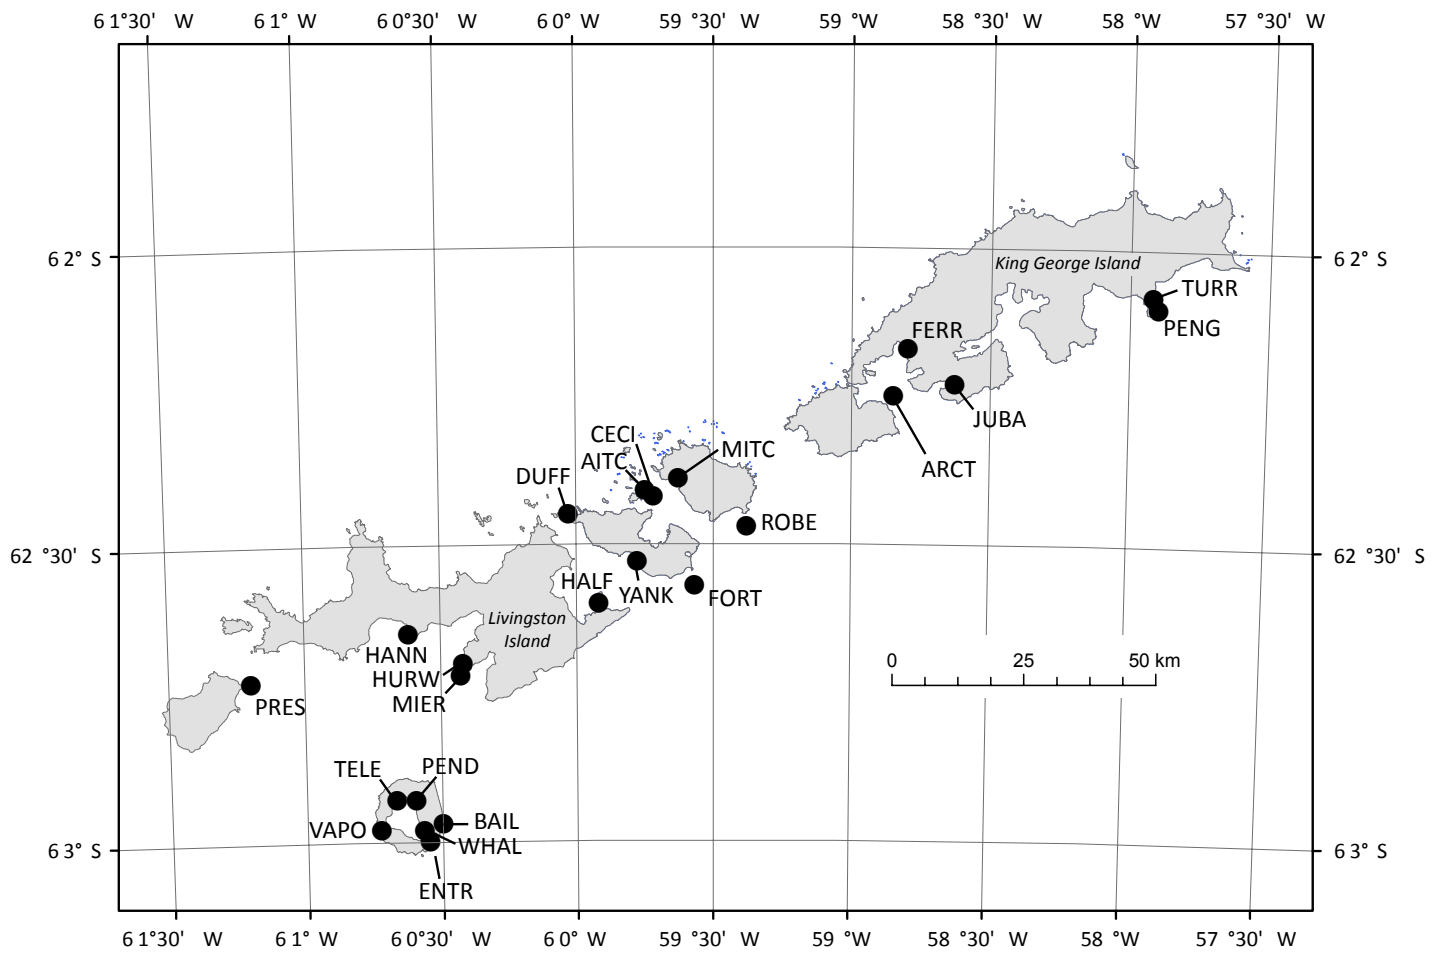 61°30' W 61° W 60°30' W 60° W 59°30' W 59° W 58°30' W 58° W 57°30' W
62° S 62° S
King George Island
TURR
PENG
FERR
JUBA
CECI
MITC
AITC
ARCT
DUFF
ROBE
62°30' S 62°30' S
HALF
YANK
FORT
Livingston
Island
HANN
HURW
MIER
0 25 50 km
PRES
TELE
PEND
BAIL
VAPO
WHAL
63° S 63° S
ENTR
61°30' W 61° W 60°30' W 60° W 59°30' W 59° W 58°30' W 58° W 57°30' W